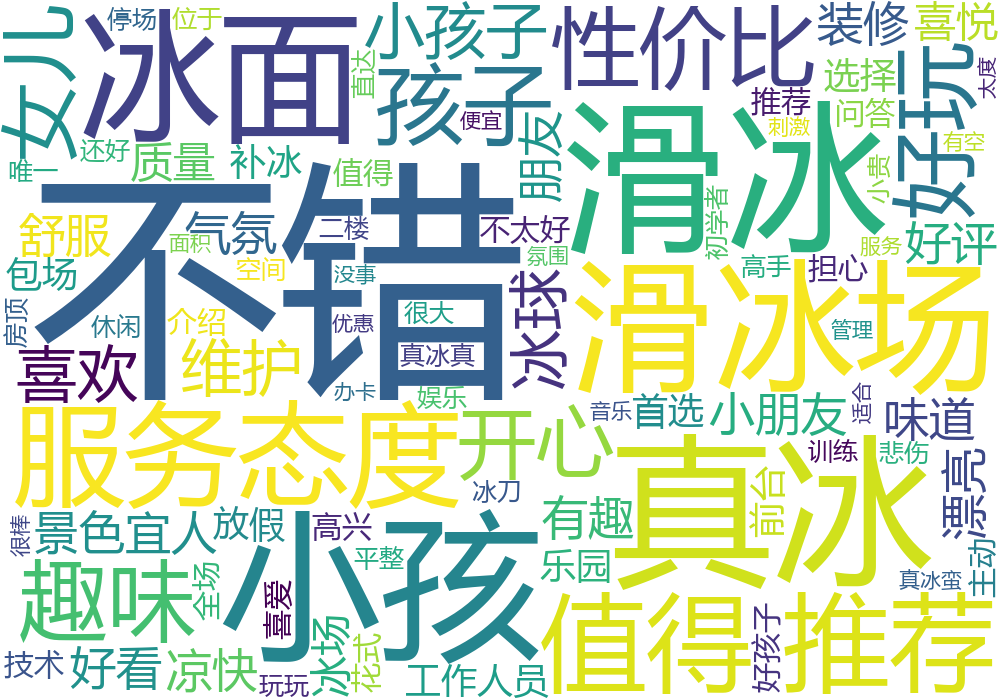 停场
位于
女儿
冰面
小孩子
性价比
装修
喜悦
直达
孩子
选择
太度
推荐
好玩
便宜
问答
还好
质量
补冰
值得
朋友
滑冰
刺激
有空
唯一
小贵
舒服
气氛
二楼
不太好
初学者
好评
不错
面积
氛围
服务
包场
空间
没事
高手
担心
房顶
休闲
介绍
优惠
很大
冰球
滑冰场
管理
喜欢
维护
真冰真
办卡
娱乐
服务态度
开心
音乐
首选
小朋友
适合
味道
训练
悲伤
冰刀
真冰
前台
漂亮
很棒
景色宜人
放假
高兴
有趣
平整
小孩
乐园
主动
真冰蛮
趣味
全场
喜爱
值得推荐
技术
好看
凉快
玩玩
冰场
花式
工作人员
好孩子